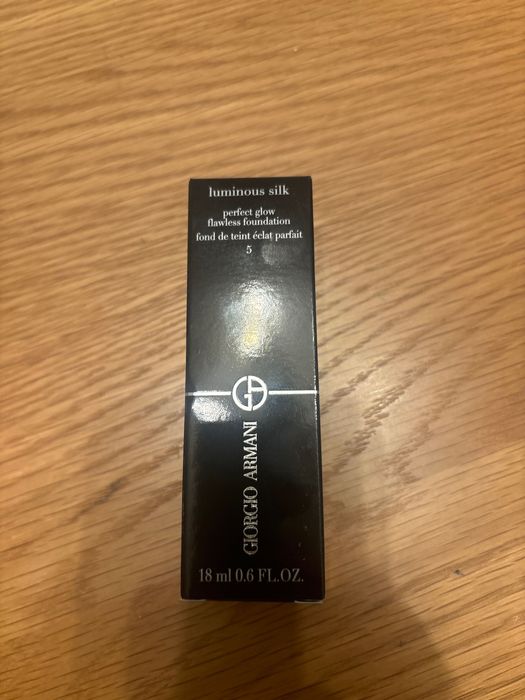 luminous silk
perfect glow
flawless foundation
fond de teint éclat parfait
5
GA
GIORGIO ARMANI
18 ml 0.6 FL.OZ.